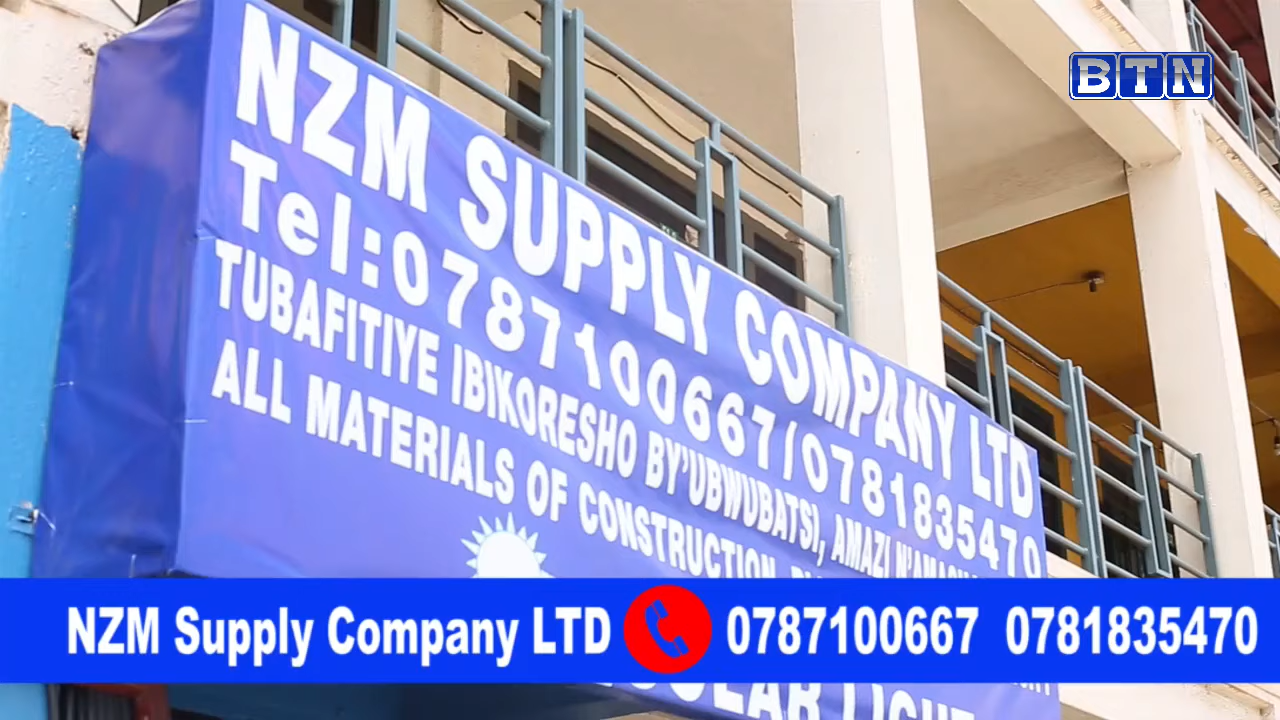 BTN
NZM SUPPLY COMPANY LTD
Tel:0787100667/0781835470
TUBAFITIYE IBIKORESHO BY'UBWUBATSI, AMAZI
ALL MATERIALS OF CONSTRUCTION,
NZM Supply Company LTD 0787100667 0781835470
LIGHT